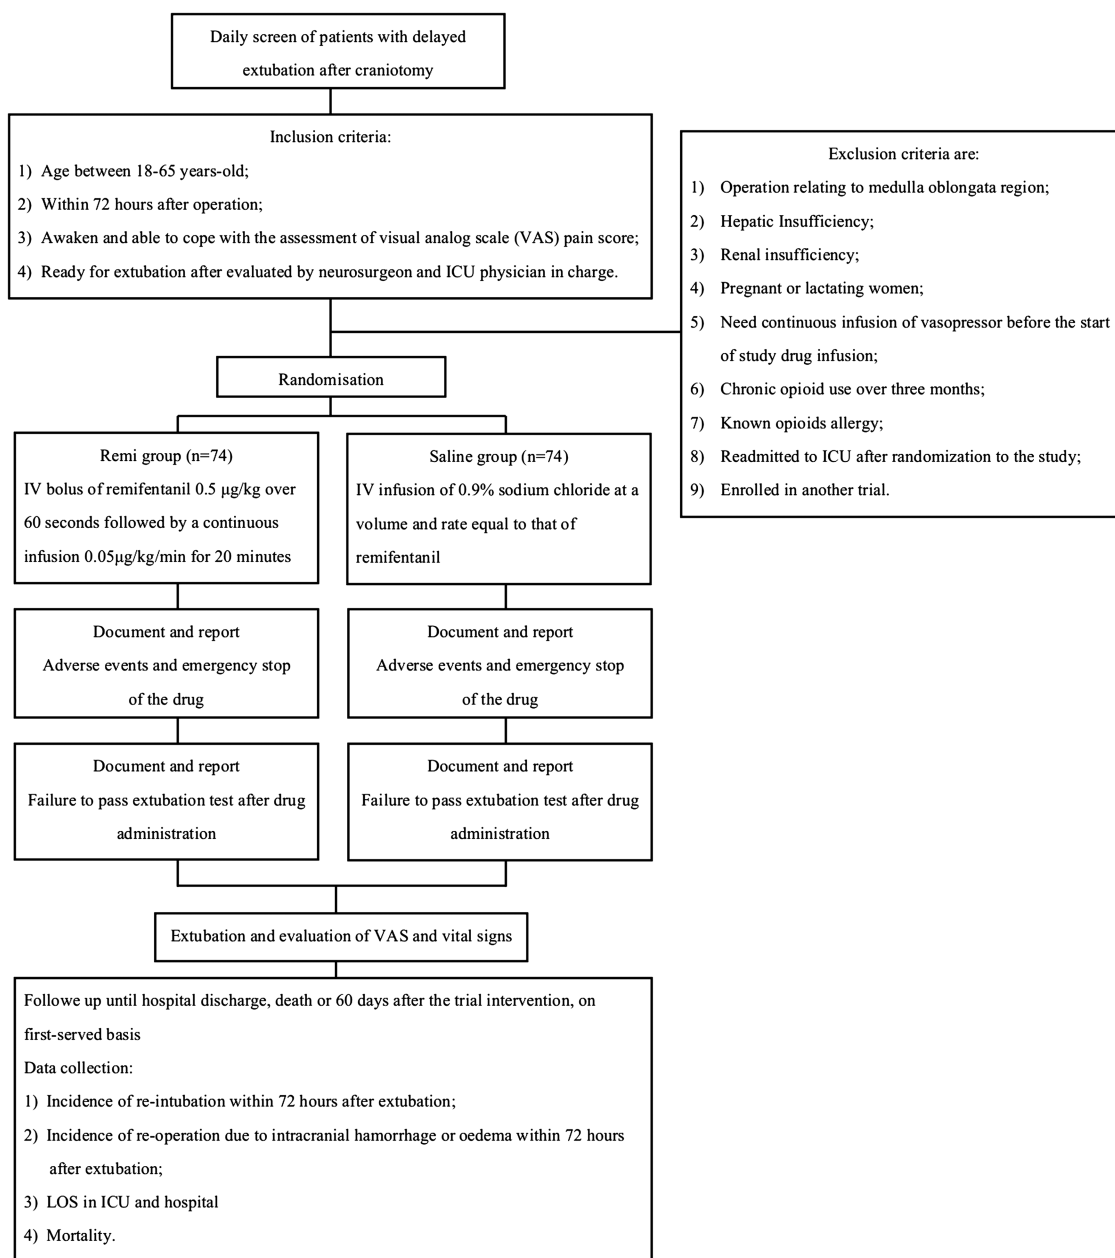 Daily screen of patients with delayed
extubation after craniotomy
Inclusion criteria:
1) Age between 18-65 years-old;
2) Within 72 hours after operation;
3) Awaken and able to cope with the assessment of visual analog scale (VAS) pain score;
4) Ready for extubation after evaluated by neurosurgeon and ICU physician in charge.
Exclusion criteria are:
1) Operation relating to medulla oblongata region;
2) Hepatic Insufficiency;
3) Renal insufficiency;
4) Pregnant or lactating women;
5) Need continuous infusion of vasopressor before the start
of study drug infusion;
6) Chronic opioid use over three months;
7) Known opioids allergy;
8) Readmitted to ICU after randomization to the study;
9) Enrolled in another trial.
Randomisation
Remi group (n=74)
IV bolus of remifentanil 0.5 µg/kg over
60 seconds followed by a continuous
infusion 0.05µg/kg/min for 20 minutes
Saline group (n=74)
IV infusion of 0.9% sodium chloride at a
volume and rate equal to that of
remifentanil
Document and report
Adverse events and emergency stop
of the drug
Document and report
Adverse events and emergency stop
of the drug
Document and report
Failure to pass extubation test after drug
administration
Document and report
Failure to pass extubation test after drug
administration
Extubation and evaluation of VAS and vital signs
Followe up until hospital discharge, death or 60 days after the trial intervention, on
first-served basis
Data collection:
1) Incidence of re-intubation within 72 hours after extubation;
2) Incidence of re-operation due to intracranial hamorrhage or oedema within 72 hours
after extubation;
3) LOS in ICU and hospital
4) Mortality.